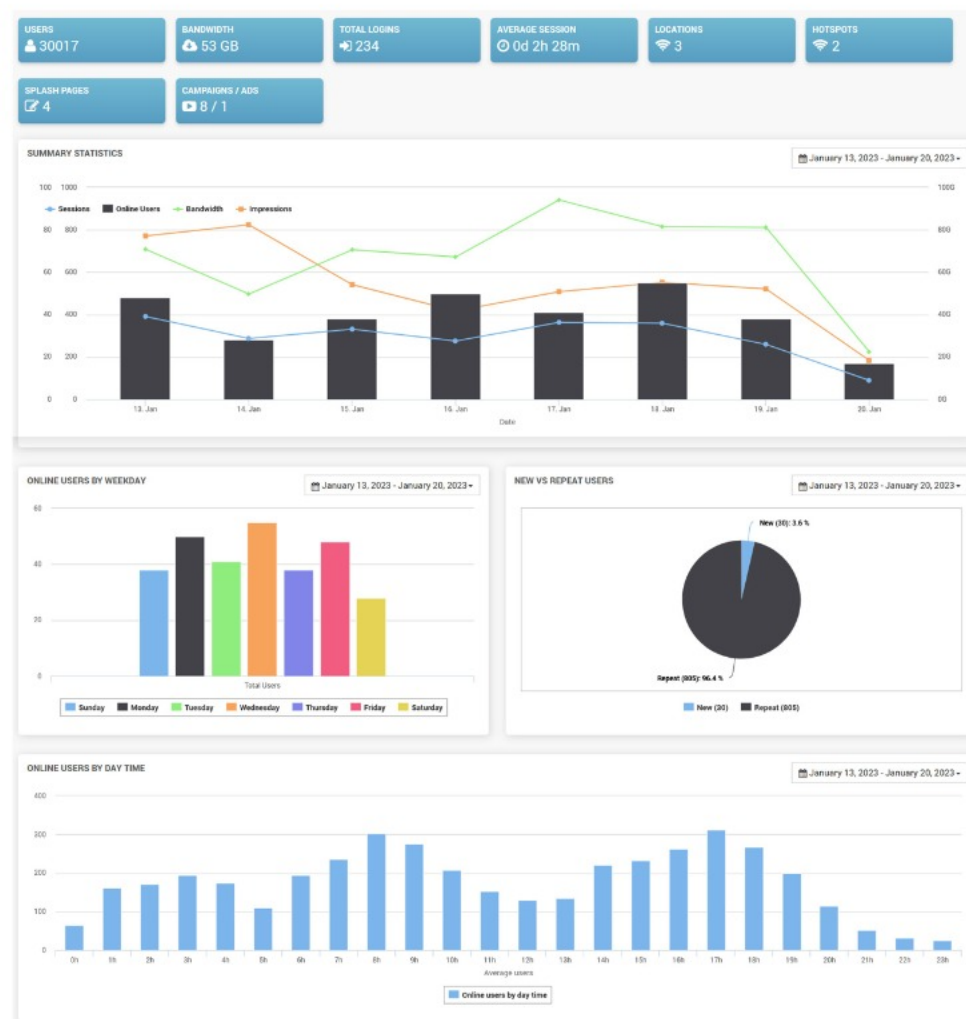 USERS
30017
BANDWIDTH
53 GB
TOTAL LOGINS
234
AVERAGE SESSION
0d 2h 28m
LOCATIONS
3
HOTSPOTS
2
SPLASH PAGES
4
CAMPAIGNS / ADS
8 / 1
SUMMARY STATISTICS
January 13, 2023 - January 20, 2023
100 1000 100G
Sessions Online Users Bandwidth Impressions
80 800 80G
60 600 60G
40 400 40G
20 200 20G
0 0 0G
13. Jan 14. Jan 15. Jan 16. Jan 17. Jan 18. Jan 19. Jan 20. Jan
Date
ONLINE USERS BY WEEKDAY
January 13, 2023 - January 20, 2023
60
40
20
0
Total Users
Sunday Monday Tuesday Wednesday Thursday Friday Saturday
NEW VS REPEAT USERS
January 13, 2023 - January 20, 2023
New (30): 3.6 %
Repeat (805): 96.4 %
New (30) Repeat (805)
ONLINE USERS BY DAY TIME
January 13, 2023 - January 20, 2023
400
300
200
100
0
0h 1h 2h 3h 4h 5h 6h 7h 8h 9h 10h 11h 12h 13h 14h 15h 16h 17h 18h 19h 20h 21h 22h 23h
Average users
Online users by day time